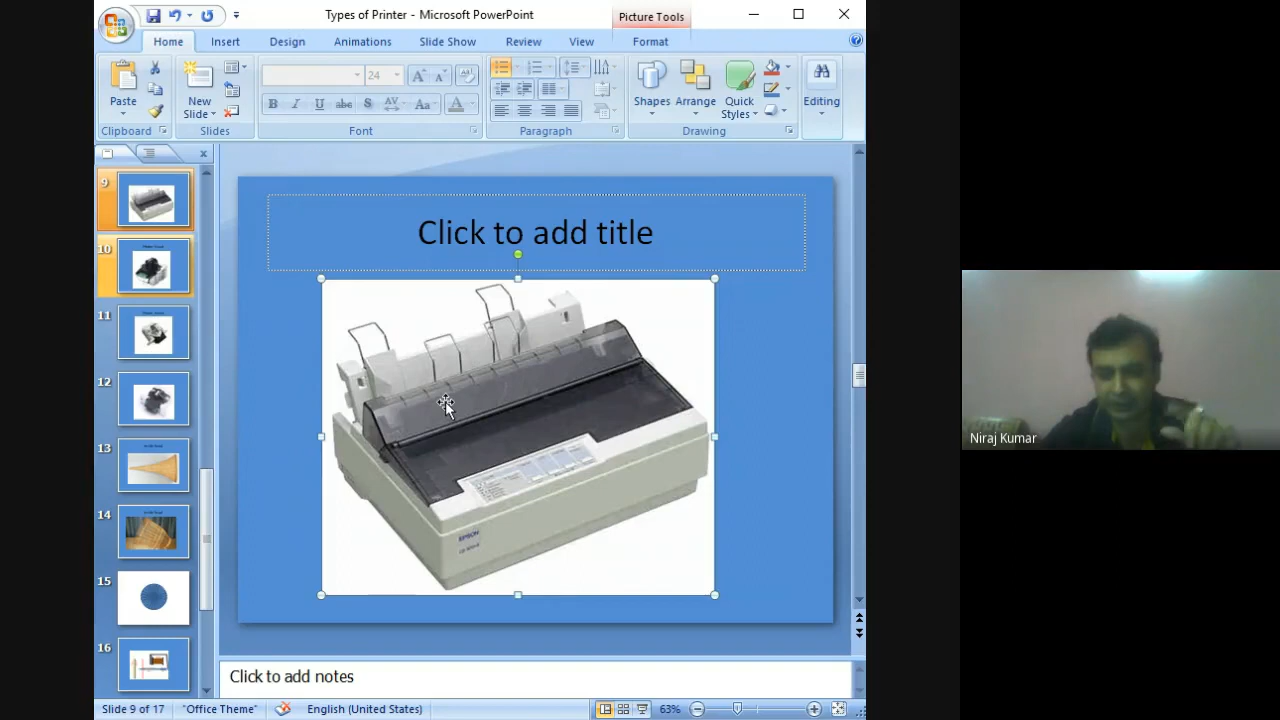 Types of Printer - Microsoft PowerPoint
Picture Tools
Home
Insert
Design
Animations
Slide Show
Review
View
Format
Paste
New
Slide
24
Shapes
Arrange
Quick
Styles
Editing
Clipboard
Slides
Font
Paragraph
Drawing
9
10
11
12
13
14
15
16
Click to add title
EPSON
Click to add notes
Niraj Kumar
Slide 9 of 17
"Office Theme"
English (United States)
63%